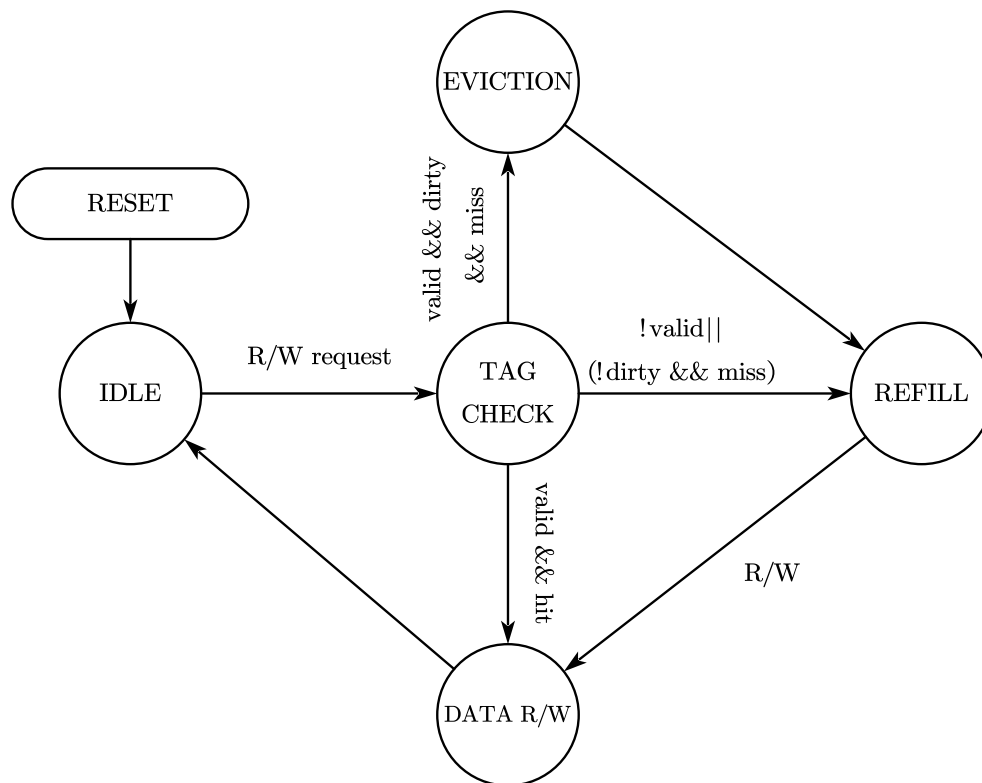 EVICTION
RESET
valid && dirty
&& miss
R/W request
!valid||
(!dirty && miss)
IDLE
TAG
CHECK
REFILL
valid && hit
R/W
DATA R/W